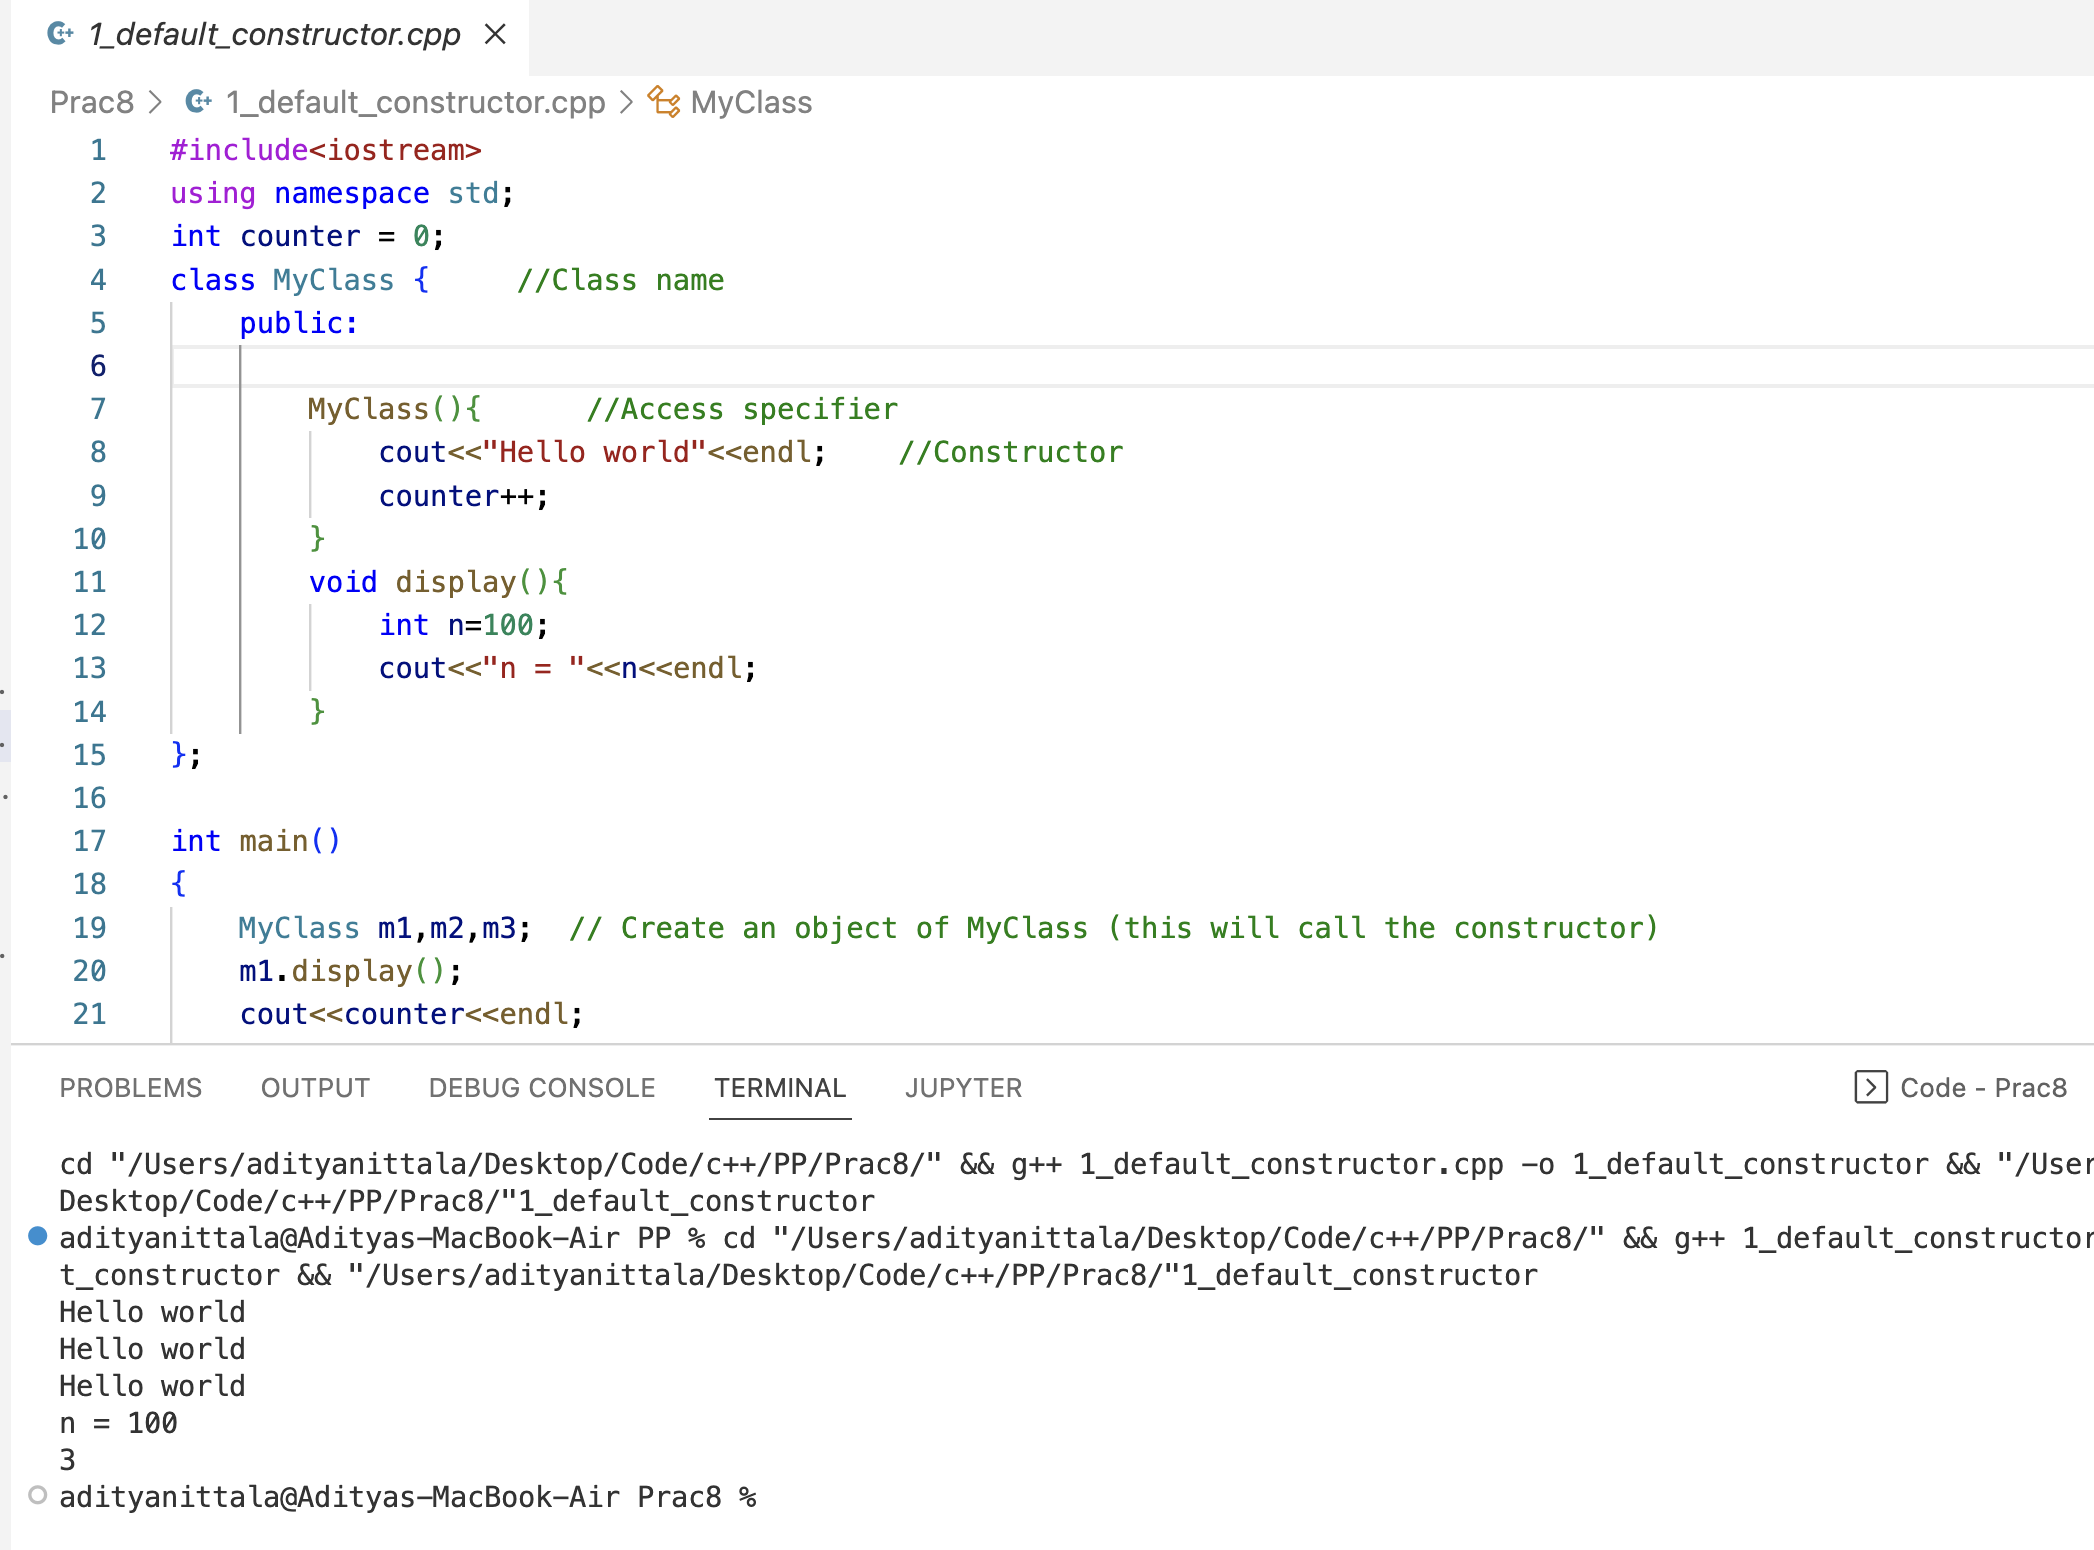 1_default_constructor.cpp
Prac8 > 1_default_constructor.cpp > MyClass
1 #include<iostream>
2 using namespace std;
3 int counter = 0;
4 class MyClass {     //Class name
5     public:
6
7         MyClass(){      //Access specifier
8             cout<<"Hello world"<<endl;    //Constructor
9             counter++;
10         }
11         void display(){
12             int n=100;
13             cout<<"n = "<<n<<endl;
14         }
15 };
16
17 int main()
18 {
19     MyClass m1,m2,m3;  // Create an object of MyClass (this will call the constructor)
20     m1.display();
21     cout<<counter<<endl;
PROBLEMS OUTPUT DEBUG CONSOLE TERMINAL JUPYTER Code - Prac8
cd "/Users/adityanittala/Desktop/Code/c++/PP/Prac8/" && g++ 1_default_constructor.cpp -o 1_default_constructor && "/User
Desktop/Code/c++/PP/Prac8/"1_default_constructor
adityanittala@Adityas-MacBook-Air PP % cd "/Users/adityanittala/Desktop/Code/c++/PP/Prac8/" && g++ 1_default_constructor
t_constructor && "/Users/adityanittala/Desktop/Code/c++/PP/Prac8/"1_default_constructor
Hello world
Hello world
Hello world
n = 100
3
adityanittala@Adityas-MacBook-Air Prac8 %